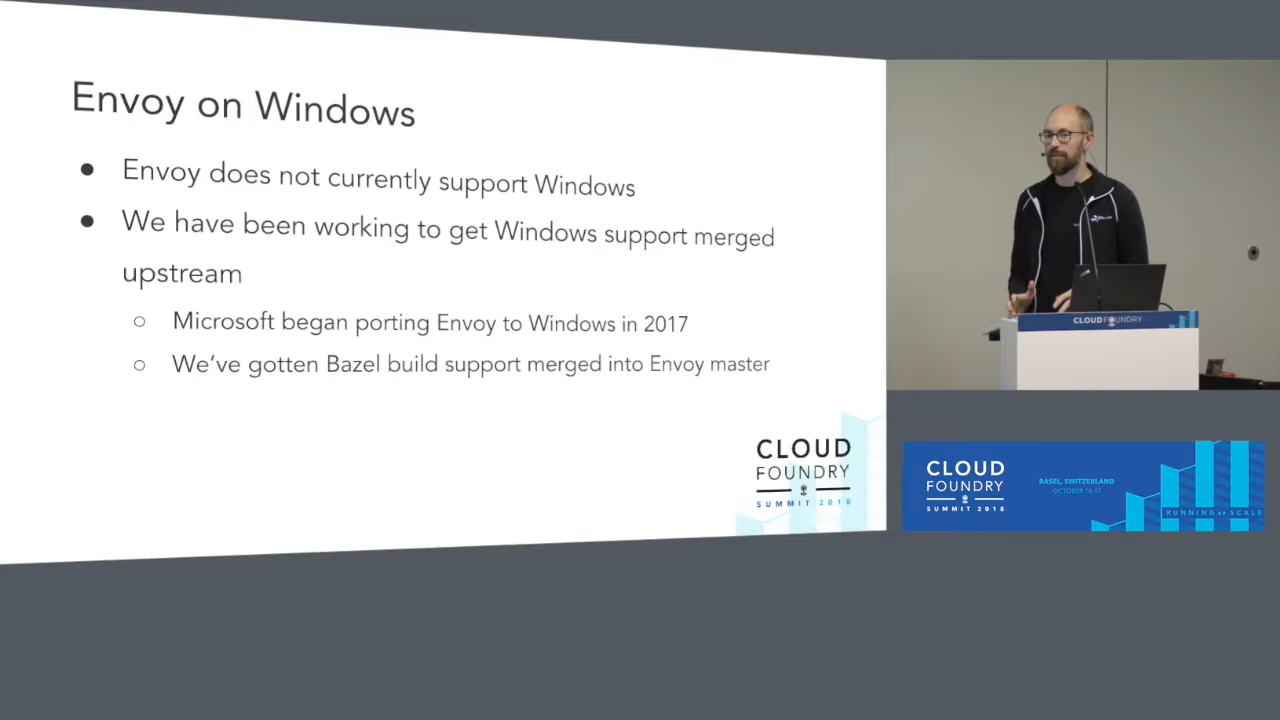 Envoy on Windows
● Envoy does not currently support Windows
● We have been working to get Windows support merged
upstream
○ Microsoft began porting Envoy to Windows in 2017
○ We've gotten Bazel build support merged into Envoy master
CLOUD
FOUNDRY
SUMMIT 2018
CLOUDFOUNDRY
CLOUD
FOUNDRY
SUMMIT 2018
BASEL, SWITZERLAND
OCTOBER 10-11
RUNNING AT SCALE